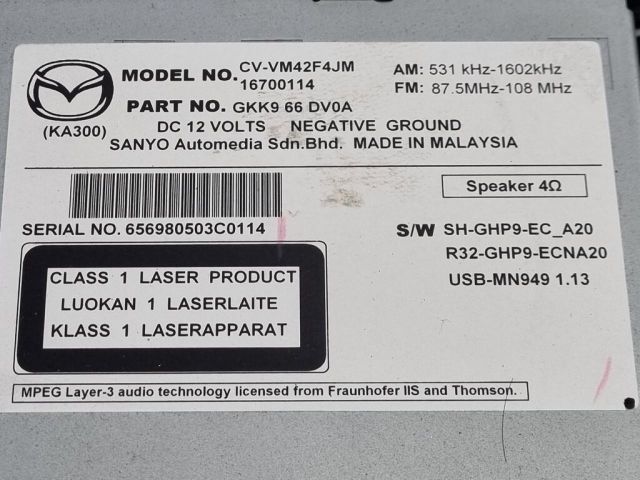 MODEL NO. CV-VM42F4JM
16700114
AM: 531 kHz-1602kHz
FM: 87.5MHz-108 MHz
PART NO. GKK9 66 DV0A
(KA300)
DC 12 VOLTS NEGATIVE GROUND
SANYO Automedia Sdn.Bhd. MADE IN MALAYSIA
Speaker 4Ω
SERIAL NO. 656980503C0114
S/W SH-GHP9-EC_A20
R32-GHP9-ECNA20
USB-MN949 1.13
CLASS 1 LASER PRODUCT
LUOKAN 1 LASERLAITE
KLASS 1 LASERAPPARAT
MPEG Layer-3 audio technology licensed from Fraunhofer IIS and Thomson.